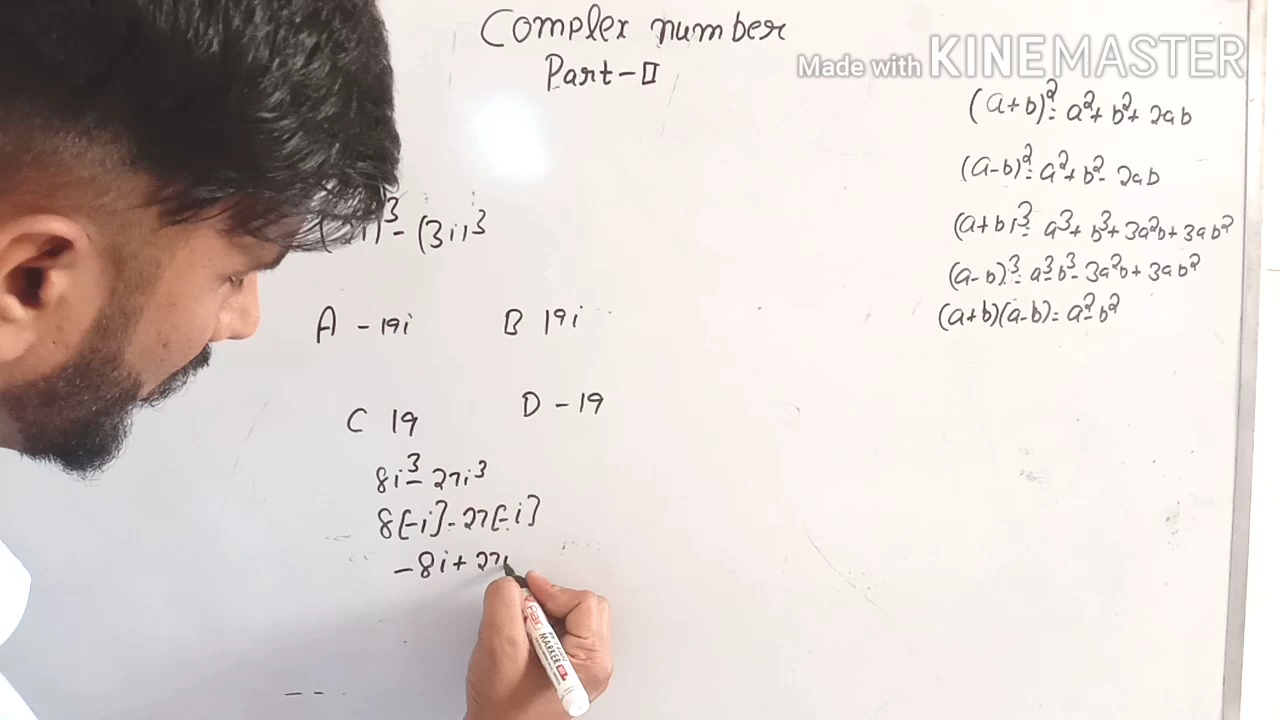 Complex number
Part-II
Made with KINEMASTER
(a+b)²= a²+ b²+ 2ab
(a-b)²= a²+ b²- 2ab
(a+b)³= a³+ b³+ 3a²b+ 3ab²
(a-b)³= a³-b³- 3a²b+ 3ab²
(a+b)(a-b)= a²-b²
)³- (3i)³
A -19i
B 19i
C 19
D -19
8i³- 27i³
8[-i]-27[-i]
-8i+27